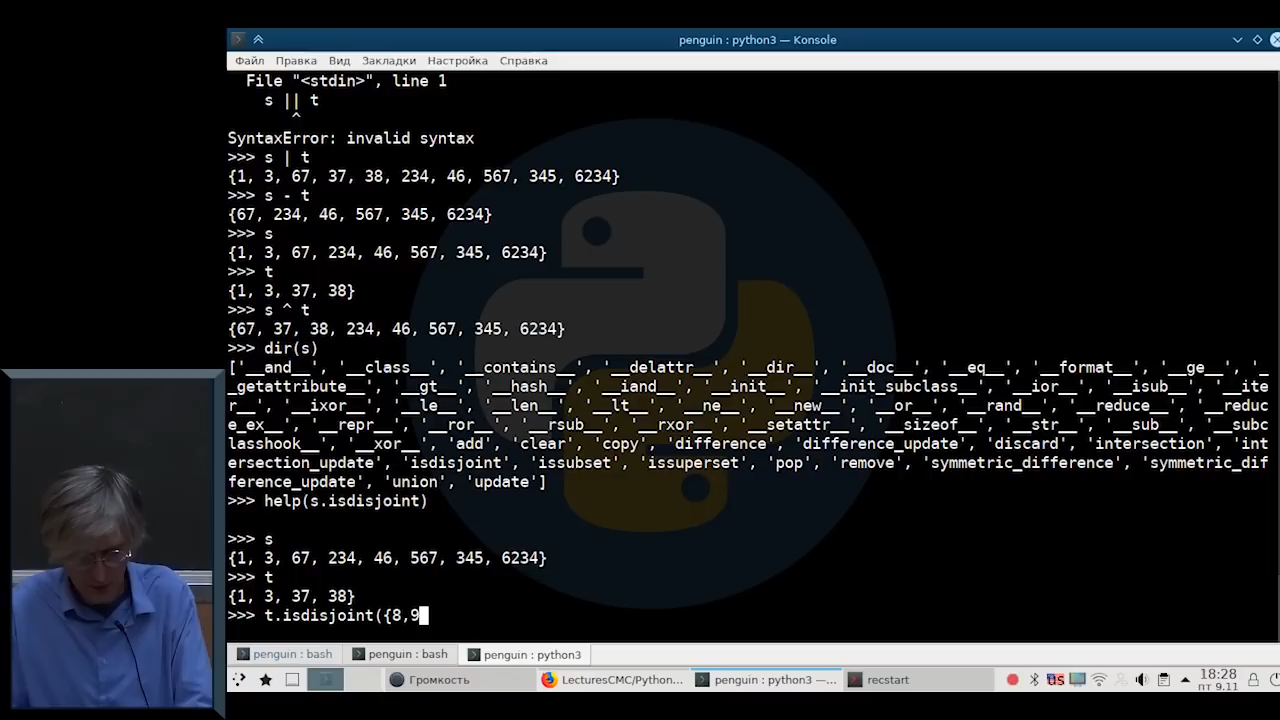 penguin : python3 — Konsole
Файл Правка Вид Закладки Настройка Справка
File "<stdin>", line 1
s || t
^
SyntaxError: invalid syntax
>>> s | t
{1, 3, 67, 37, 38, 234, 46, 567, 345, 6234}
>>> s - t
{67, 234, 46, 567, 345, 6234}
>>> s
{1, 3, 67, 234, 46, 567, 345, 6234}
>>> t
{1, 3, 37, 38}
>>> s ^ t
{67, 37, 38, 234, 46, 567, 345, 6234}
>>> dir(s)
['__and__', '__class__', '__contains__', '__delattr__', '__dir__', '__doc__', '__eq__', '__format__', '__ge__', '_
_getattribute__', '__gt__', '__hash__', '__iand__', '__init__', '__init_subclass__', '__ior__', '__isub__', '__ite
r__', '__ixor__', '__le__', '__len__', '__lt__', '__ne__', '__new__', '__or__', '__rand__', '__reduce__', '__reduc
e_ex__', '__repr__', '__ror__', '__rsub__', '__rxor__', '__setattr__', '__sizeof__', '__str__', '__sub__', '__subc
lasshook__', '__xor__', 'add', 'clear', 'copy', 'difference', 'difference_update', 'discard', 'intersection', 'int
ersection_update', 'isdisjoint', 'issubset', 'issuperset', 'pop', 'remove', 'symmetric_difference', 'symmetric_dif
ference_update', 'union', 'update']
>>> help(s.isdisjoint)
>>> s
{1, 3, 67, 234, 46, 567, 345, 6234}
>>> t
{1, 3, 37, 38}
>>> t.isdisjoint({8,9
penguin : bash penguin : bash penguin : python3
Громкость LecturesCMC/Python... penguin : python3 —... recstart us 18:28
пт 9.11